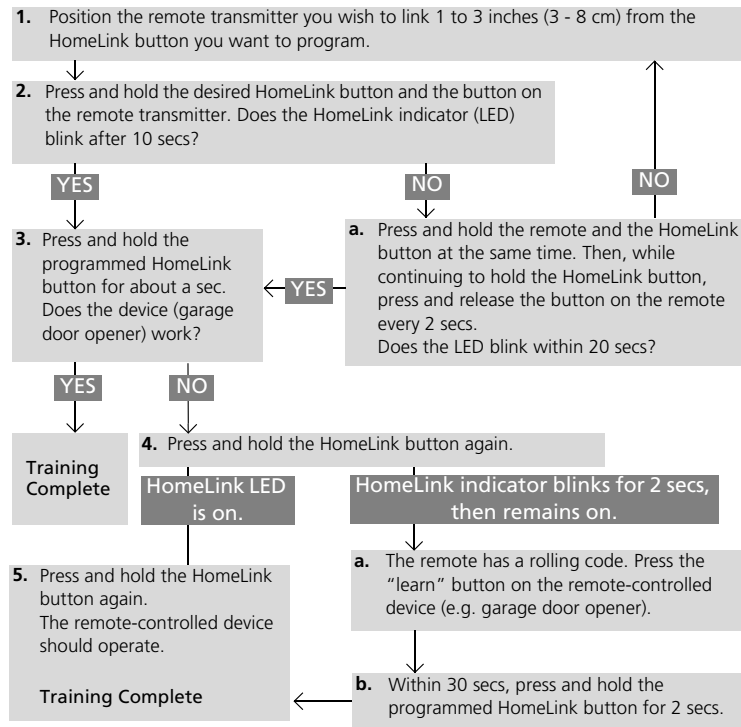 1. Position the remote transmitter you wish to link 1 to 3 inches (3 - 8 cm) from the
HomeLink button you want to program.
2. Press and hold the desired HomeLink button and the button on
the remote transmitter. Does the HomeLink indicator (LED)
blink after 10 secs?
YES
NO
NO
3. Press and hold the
programmed HomeLink
button for about a sec.
Does the device (garage
door opener) work?
YES
a. Press and hold the remote and the HomeLink
button at the same time. Then, while
continuing to hold the HomeLink button,
press and release the button on the remote
every 2 secs.
Does the LED blink within 20 secs?
YES
NO
Training
Complete
4. Press and hold the HomeLink button again.
HomeLink LED
is on.
HomeLink indicator blinks for 2 secs,
then remains on.
5. Press and hold the HomeLink
button again.
The remote-controlled device
should operate.
Training Complete
a. The remote has a rolling code. Press the
“learn” button on the remote-controlled
device (e.g. garage door opener).
b. Within 30 secs, press and hold the
programmed HomeLink button for 2 secs.